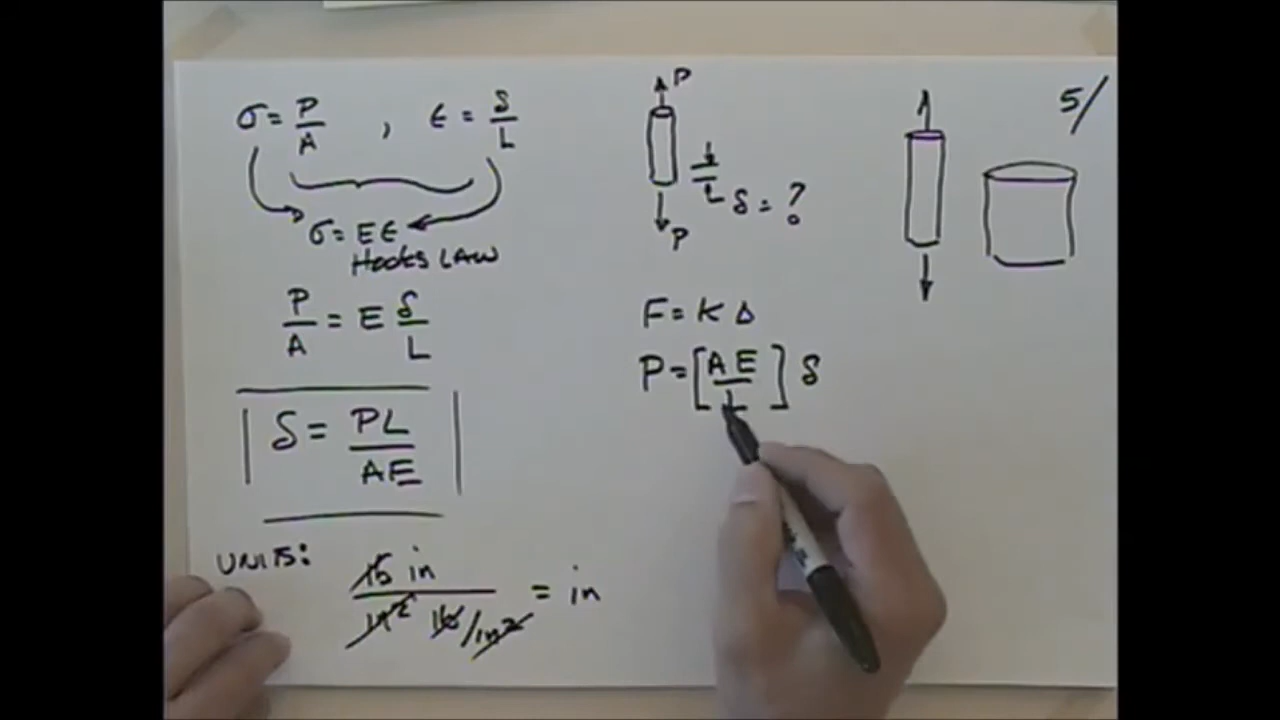 σ = P/A , ε = δ/L
σ = Eε
HOOKS LAW
P/A = E δ/L
δ = PL/AE
UNITS:
lb in / in² lb/in² = in
P
δ = ?
P
F = K Δ
P = [AE/L] δ
5/